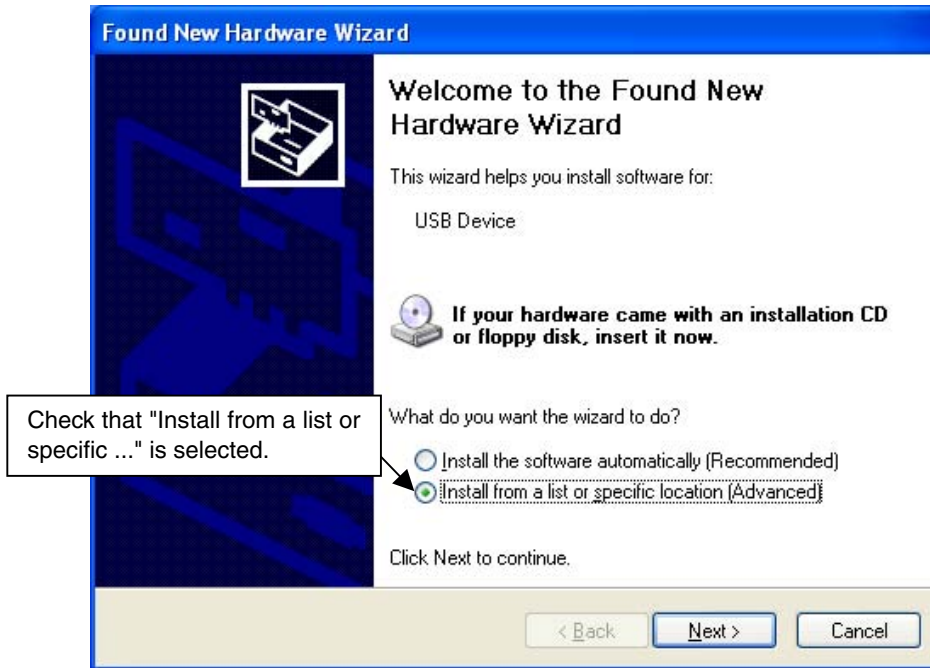 Found New Hardware Wizard
Welcome to the Found New
Hardware Wizard
This wizard helps you install software for:
USB Device
If your hardware came with an installation CD
or floppy disk, insert it now.
Check that "Install from a list or
specific ..." is selected.
What do you want the wizard to do?
Install the software automatically (Recommended)
Install from a list or specific location (Advanced)
Click Next to continue.
< Back
Next >
Cancel